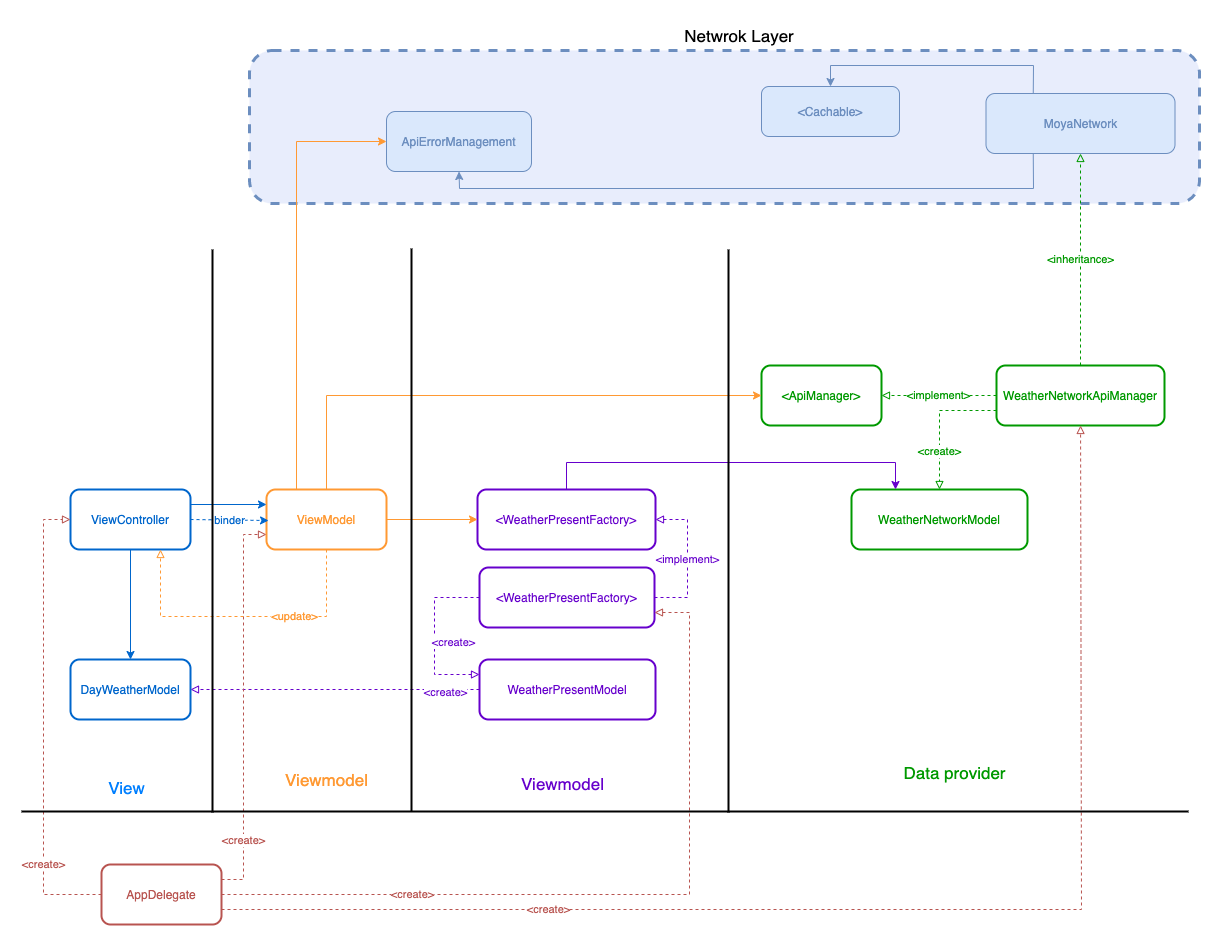 Netwrok Layer
<Cachable>
MoyaNetwork
ApiErrorManagement
<inheritance>
<ApiManager>
<implement>
WeatherNetworkApiManager
<create>
ViewController
binder
ViewModel
<WeatherPresentFactory>
WeatherNetworkModel
<implement>
<WeatherPresentFactory>
<update>
<create>
DayWeatherModel
<create>
WeatherPresentModel
View
Viewmodel
Viewmodel
Data provider
<create>
<create>
AppDelegate
<create>
<create>